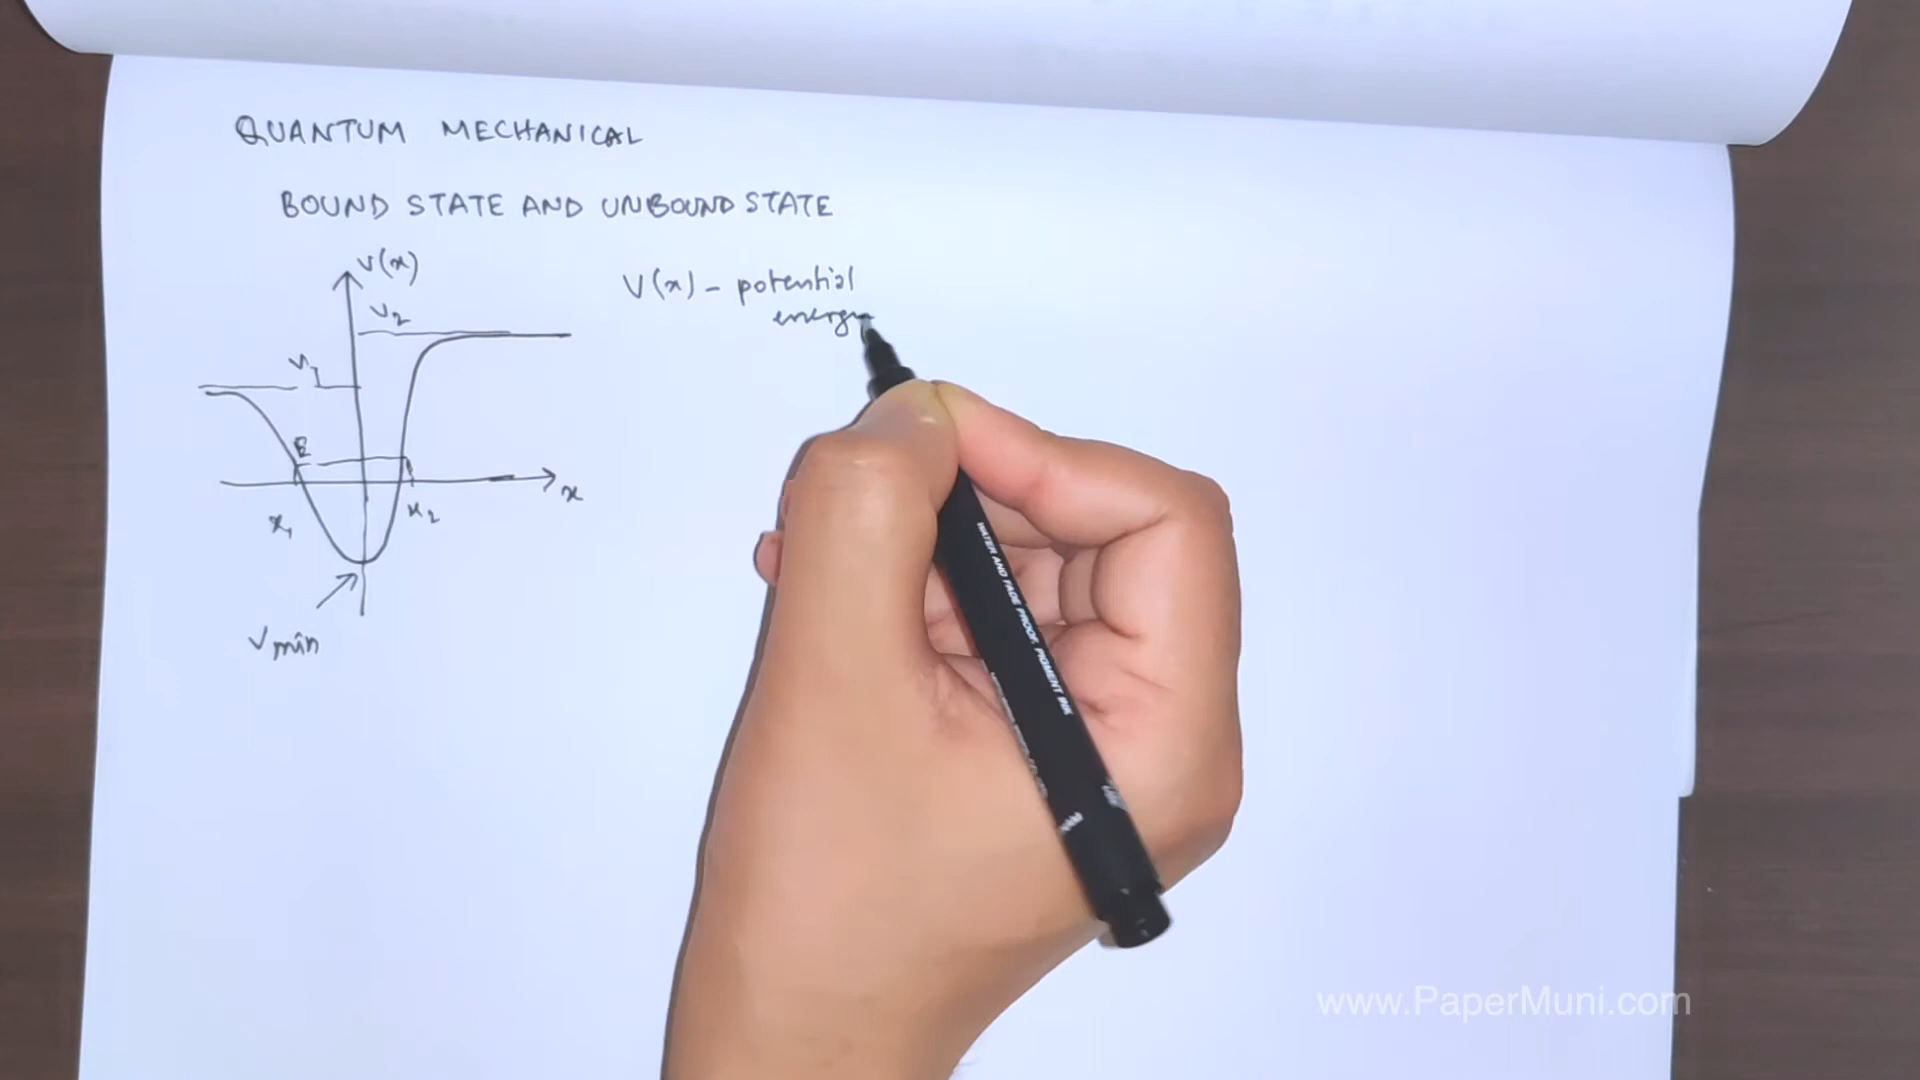 QUANTUM MECHANICAL
BOUND STATE AND UNBOUND STATE
V(x)
V(x) – potential
energy
V2
V1
E
x
x1
x2
Vmin
WATER AND FADE PROOF, PIGMENT INK
www.PaperMuni.com